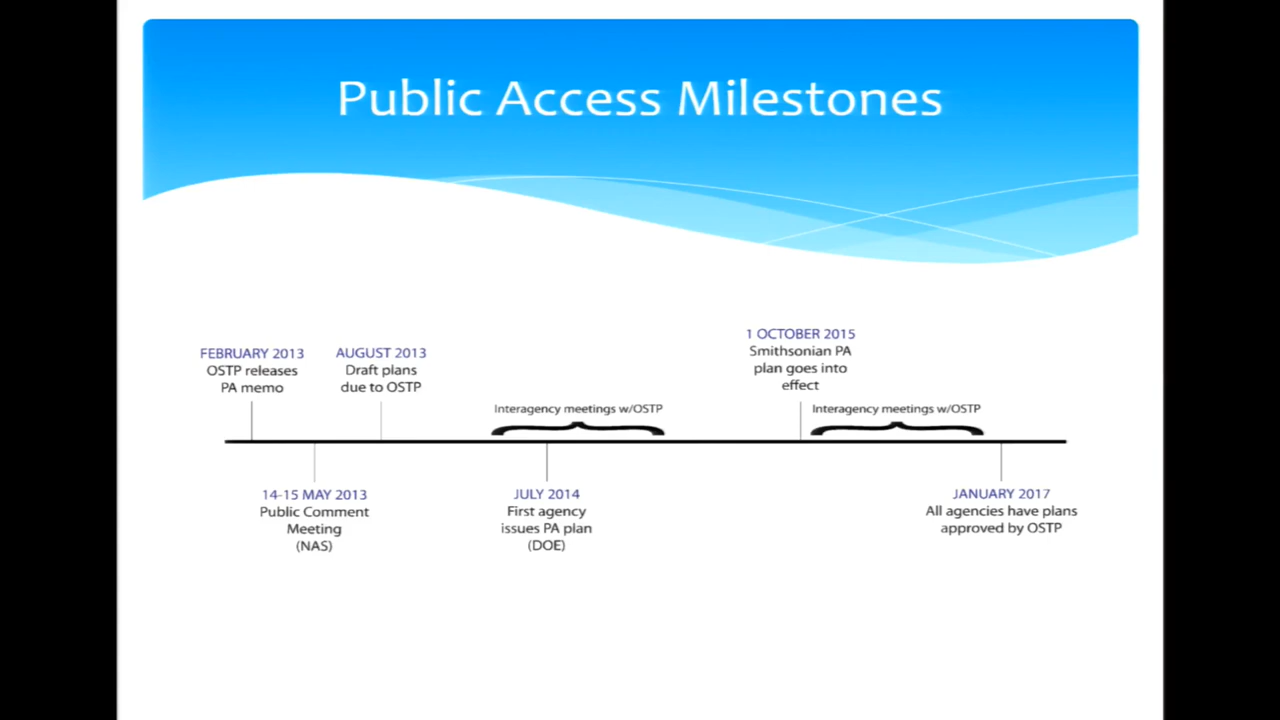 Public Access Milestones
FEBRUARY 2013
OSTP releases
PA memo
AUGUST 2013
Draft plans
due to OSTP
1 OCTOBER 2015
Smithsonian PA
plan goes into
effect
Interagency meetings w/OSTP
Interagency meetings w/OSTP
14-15 MAY 2013
Public Comment
Meeting
(NAS)
JULY 2014
First agency
issues PA plan
(DOE)
JANUARY 2017
All agencies have plans
approved by OSTP